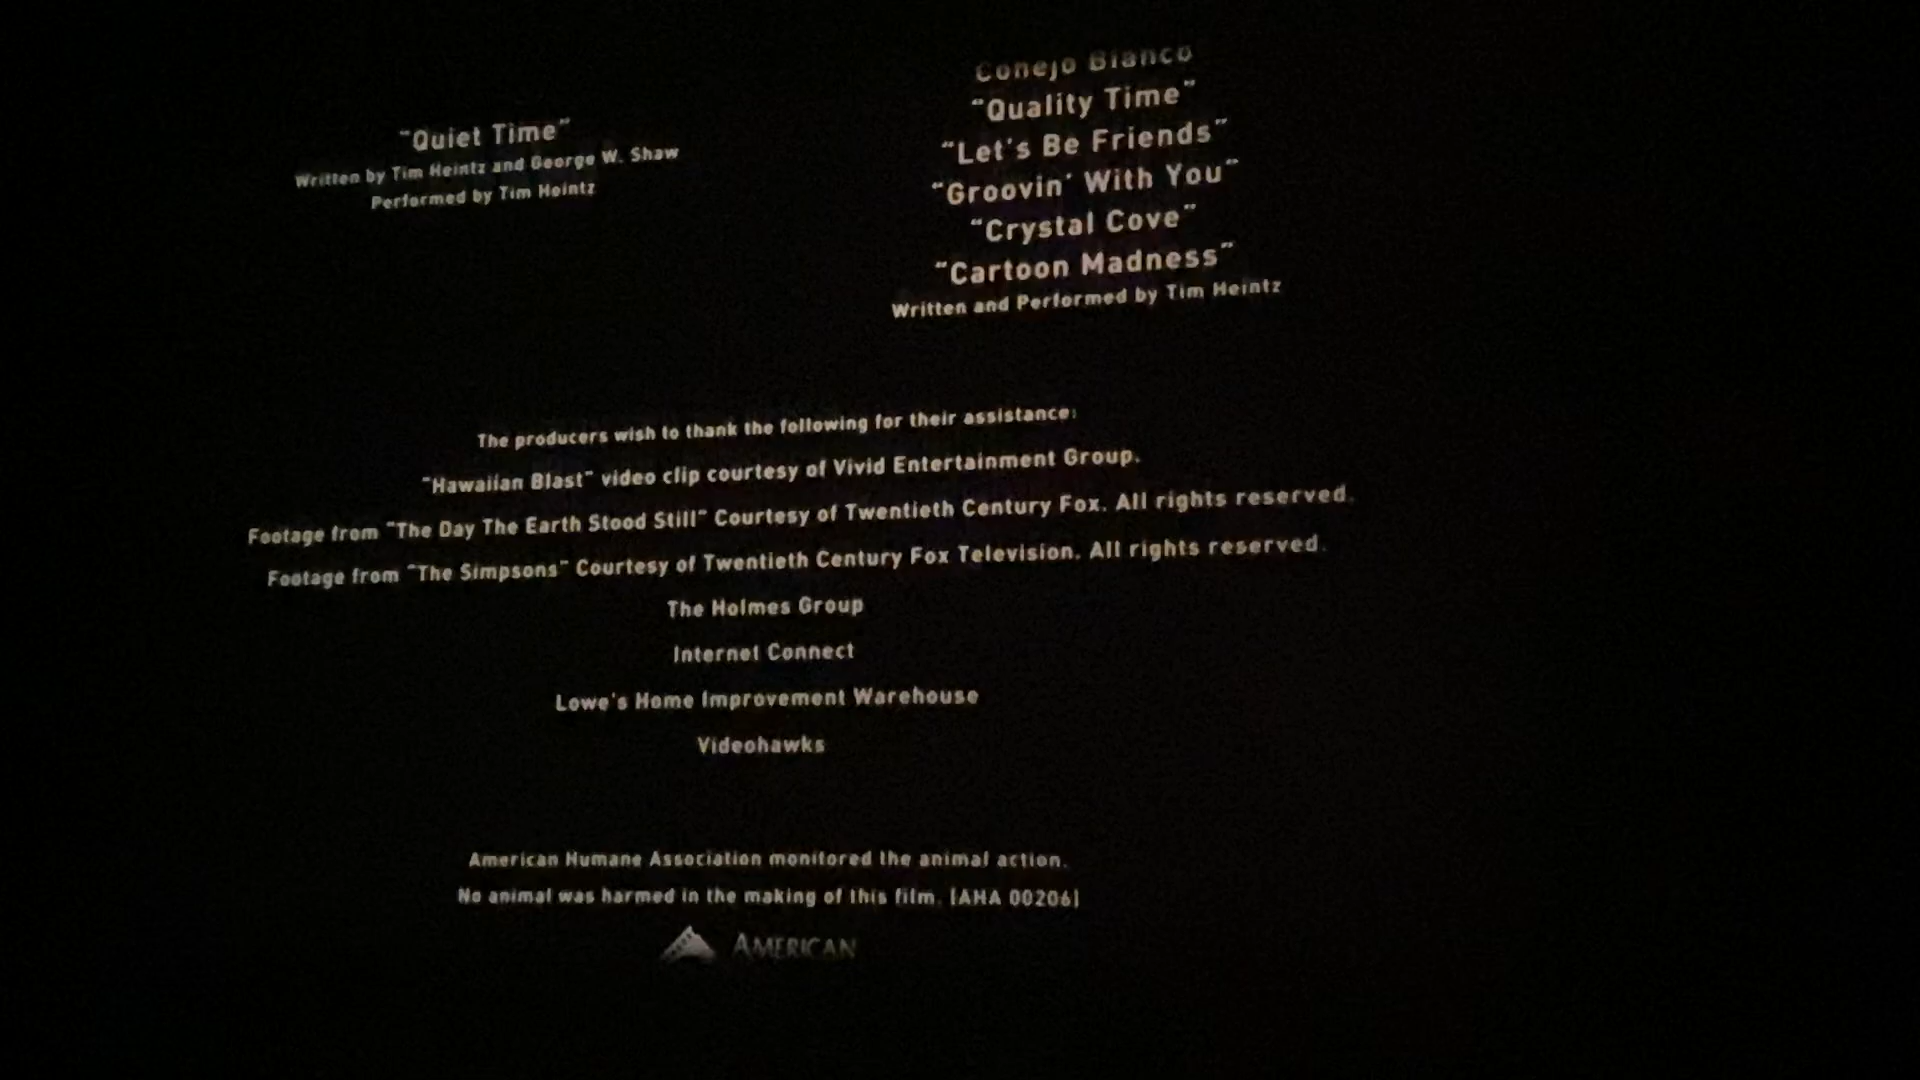 "Quiet Time"
Written by Tim Heintz and George W. Shaw
Performed by Tim Heintz
Conejo Blanco
"Quality Time"
"Let's Be Friends"
"Groovin' With You"
"Crystal Cove"
"Cartoon Madness"
Written and Performed by Tim Heintz
The producers wish to thank the following for their assistance:
"Hawaiian Blast" video clip courtesy of Vivid Entertainment Group.
Footage from "The Day The Earth Stood Still" Courtesy of Twentieth Century Fox. All rights reserved.
Footage from "The Simpsons" Courtesy of Twentieth Century Fox Television. All rights reserved.
The Holmes Group
Internet Connect
Lowe's Home Improvement Warehouse
Videohawks
American Humane Association monitored the animal action.
No animal was harmed in the making of this film. (AHA 00206)
AMERICAN